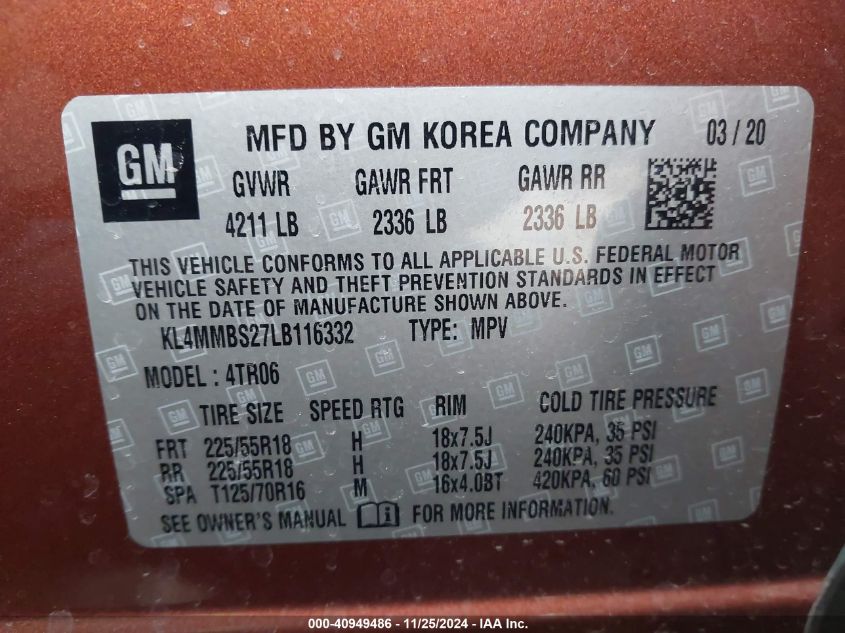 GM
MFD BY GM KOREA COMPANY 03 / 20
GVWR GAWR FRT GAWR RR
4211 LB 2336 LB 2336 LB
THIS VEHICLE CONFORMS TO ALL APPLICABLE U.S. FEDERAL MOTOR
VEHICLE SAFETY AND THEFT PREVENTION STANDARDS IN EFFECT
ON THE DATE OF MANUFACTURE SHOWN ABOVE.
KL4MMBS27LB116332 TYPE: MPV
MODEL : 4TR06
TIRE SIZE SPEED RTG RIM COLD TIRE PRESSURE
FRT 225/55R18 H 18x7.5J 240KPA, 35 PSI
RR 225/55R18 H 18x7.5J 240KPA, 35 PSI
SPA T125/70R16 M 16x4.0BT 420KPA, 60 PSI
SEE OWNER'S MANUAL FOR MORE INFORMATION.
000-40949486 - 11/25/2024 - IAA Inc.